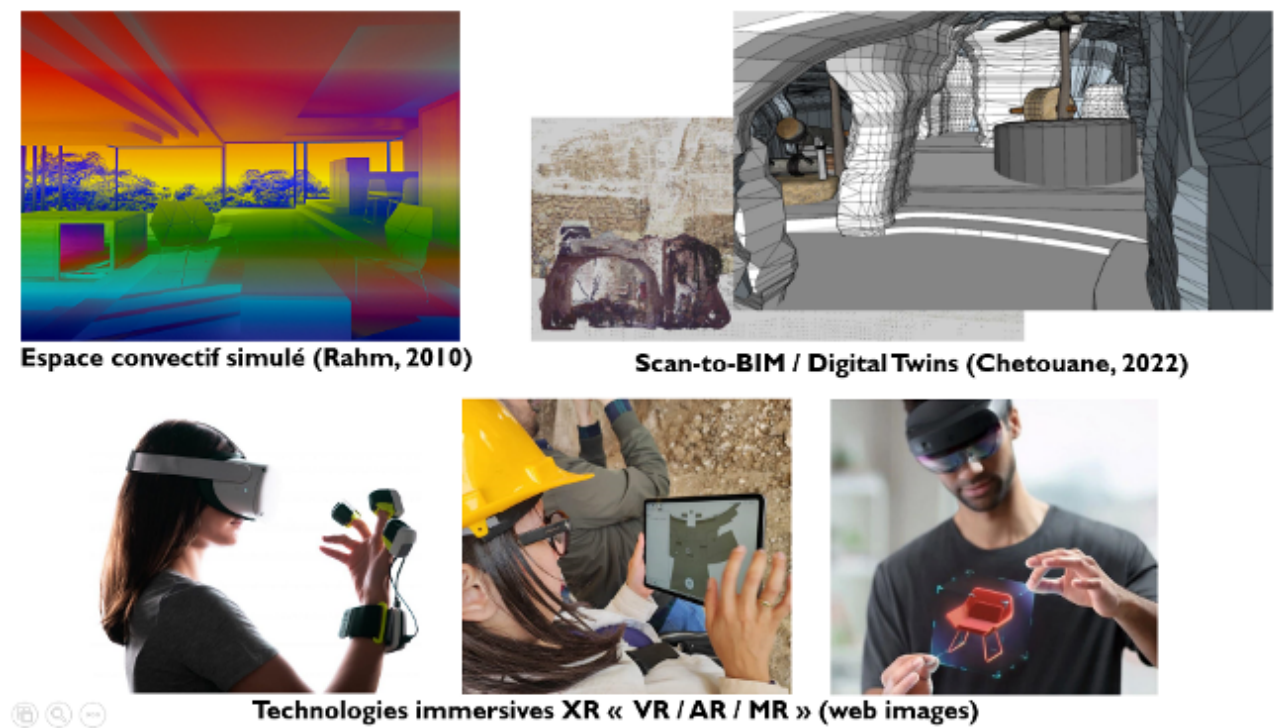 Espace convectif simulé (Rahm, 2010)
Scan-to-BIM / Digital Twins (Chetouane, 2022)
Technologies immersives XR « VR / AR / MR » (web images)